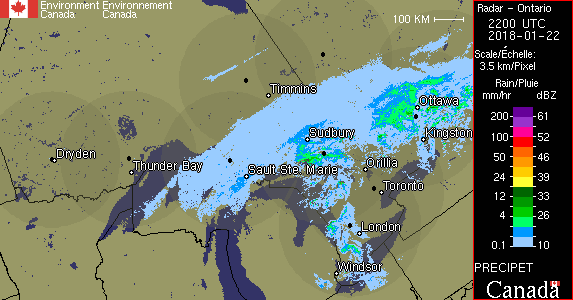 Environment Environnement
Canada Canada
100 KM
Radar - Ontario
2200 UTC
2018-01-22
Scale/Échelle:
3.5 km/Pixel
Rain/Pluie
mm/hr dBZ
200 61
100 52
50 46
24 39
12 33
4 26
2 20
0.1 10
PRECIPET
Canada
Timmins
Ottawa
Sudbury
Kingston
Dryden
Thunder Bay
Sault Ste. Marie
Orillia
Toronto
London
Windsor